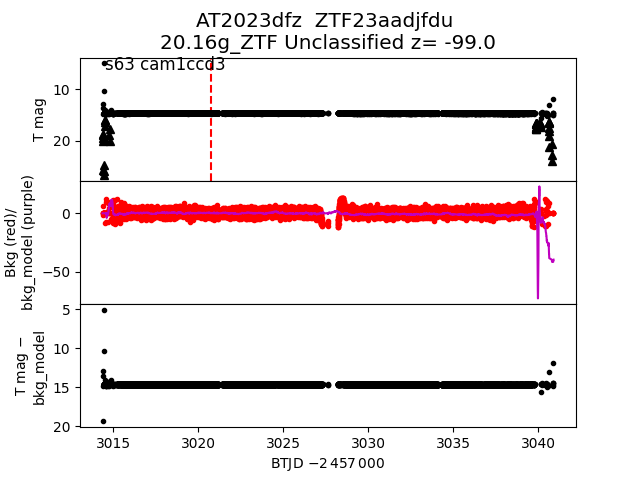 AT2023dfz  ZTF23aadjfdu
20.16g_ZTF Unclassified z= -99.0
s63 cam1ccd3
T mag
10
20
Bkg (red)/
bkg_model (purple)
0
−50
T mag −
bkg_model
5
10
15
20
3015 3020 3025 3030 3035 3040
BTJD −2 457 000